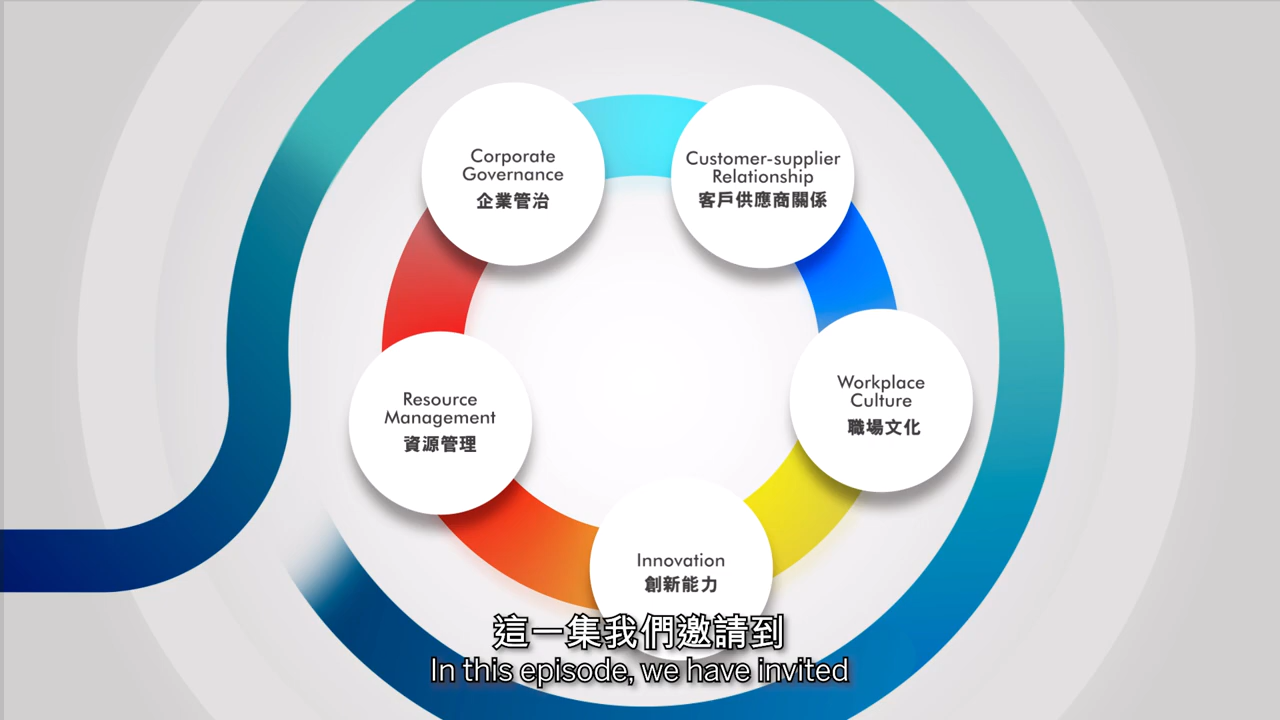 Corporate
Governance
企業管治
Customer-supplier
Relationship
客戶供應商關係
Workplace
Culture
職場文化
Resource
Management
資源管理
Innovation
創新能力
這一集我們邀請到
In this episode, we have invited